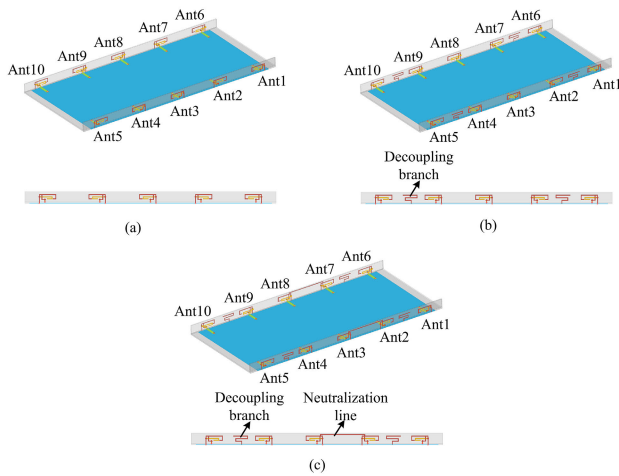 Ant6
Ant7
Ant8
Ant9
Ant10
Ant1
Ant2
Ant3
Ant4
Ant5
(a)
Ant6
Ant7
Ant8
Ant9
Ant10
Ant1
Ant2
Ant3
Ant4
Ant5
Decoupling
branch
(b)
Ant6
Ant7
Ant8
Ant9
Ant10
Ant1
Ant2
Ant3
Ant4
Ant5
Decoupling
branch
Neutralization
line
(c)